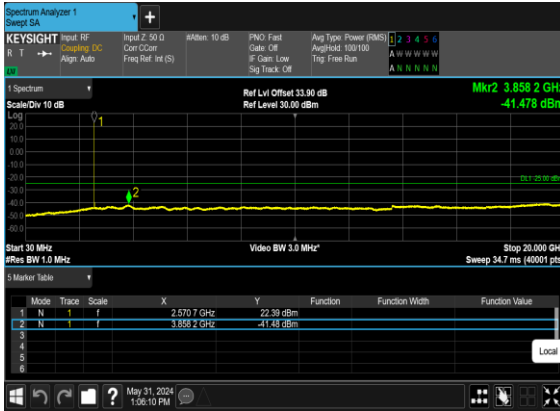 Spectrum Analyzer 1
Swept SA
+
KEYSIGHT
R T
Input: RF
Coupling: DC
Align: Auto
Input Z: 50 Ω
Corr CCorr
Freq Ref: Int (S)
#Atten: 10 dB
PNO: Fast
Gate: Off
IF Gain: Low
Sig Track: Off
Avg Type: Power (RMS)
Avg|Hold: 100/100
Trig: Free Run
1 2 3 4 5 6
A W W W W W
A N N N N N
1 Spectrum
Scale/Div 10 dB
Log
Ref Lvl Offset 33.90 dB
Ref Level 30.00 dBm
Mkr2 3.858 2 GHz
-41.478 dBm
20.0
10.0
0.00
-10.0
-20.0
-30.0
-40.0
-50.0
-60.0
1
2
DL1 -25.00 dBm
Start 30 MHz
#Res BW 1.0 MHz
Video BW 3.0 MHz*
Stop 20.000 GHz
Sweep 34.7 ms (40001 pts)
5 Marker Table
Mode Trace Scale X Y Function Function Width Function Value
1 N 1 f 2.570 7 GHz 22.39 dBm
2 N 1 f 3.858 2 GHz -41.48 dBm
3
4
5
6
Local
?
May 31, 2024
1:06:10 PM